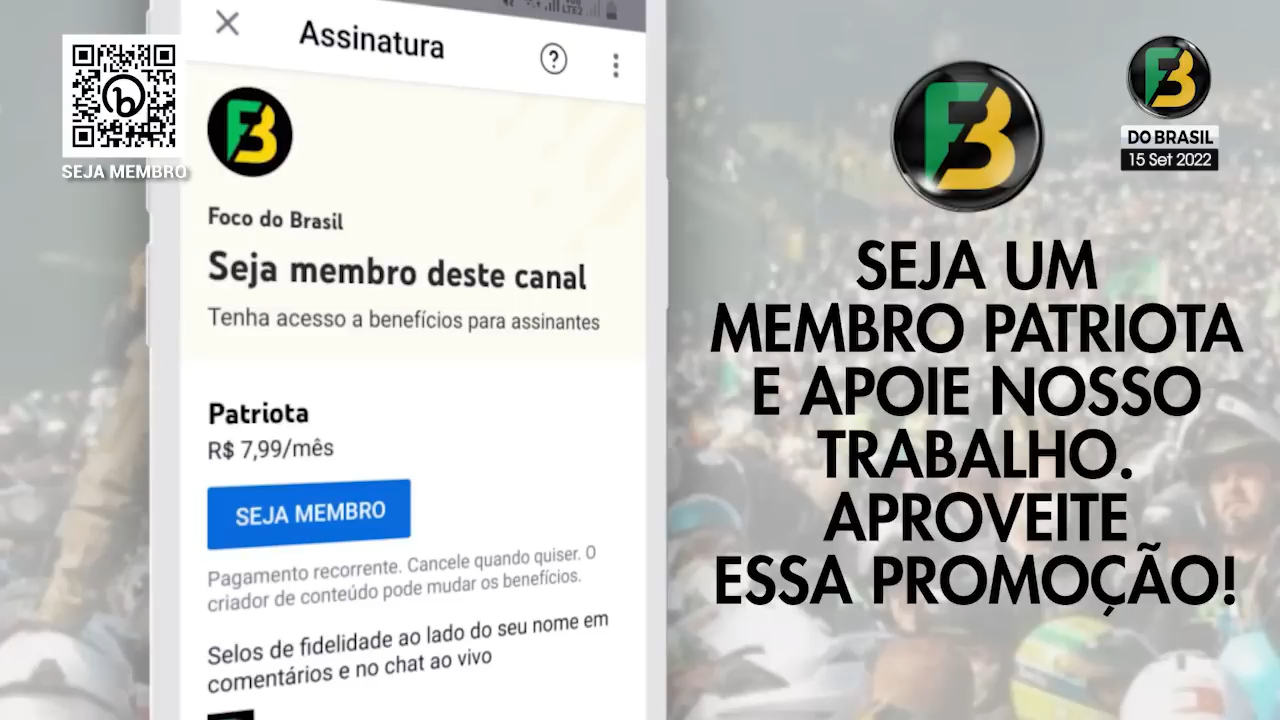 SEJA MEMBRO
Assinatura
Foco do Brasil
Seja membro deste canal
Tenha acesso a benefícios para assinantes
Patriota
R$ 7,99/mês
SEJA MEMBRO
Pagamento recorrente. Cancele quando quiser. O
criador de conteúdo pode mudar os benefícios.
Selos de fidelidade ao lado do seu nome em
comentários e no chat ao vivo
FB
DO BRASIL
15 Set 2022
SEJA UM
MEMBRO PATRIOTA
E APOIE NOSSO
TRABALHO.
APROVEITE
ESSA PROMOÇÃO!